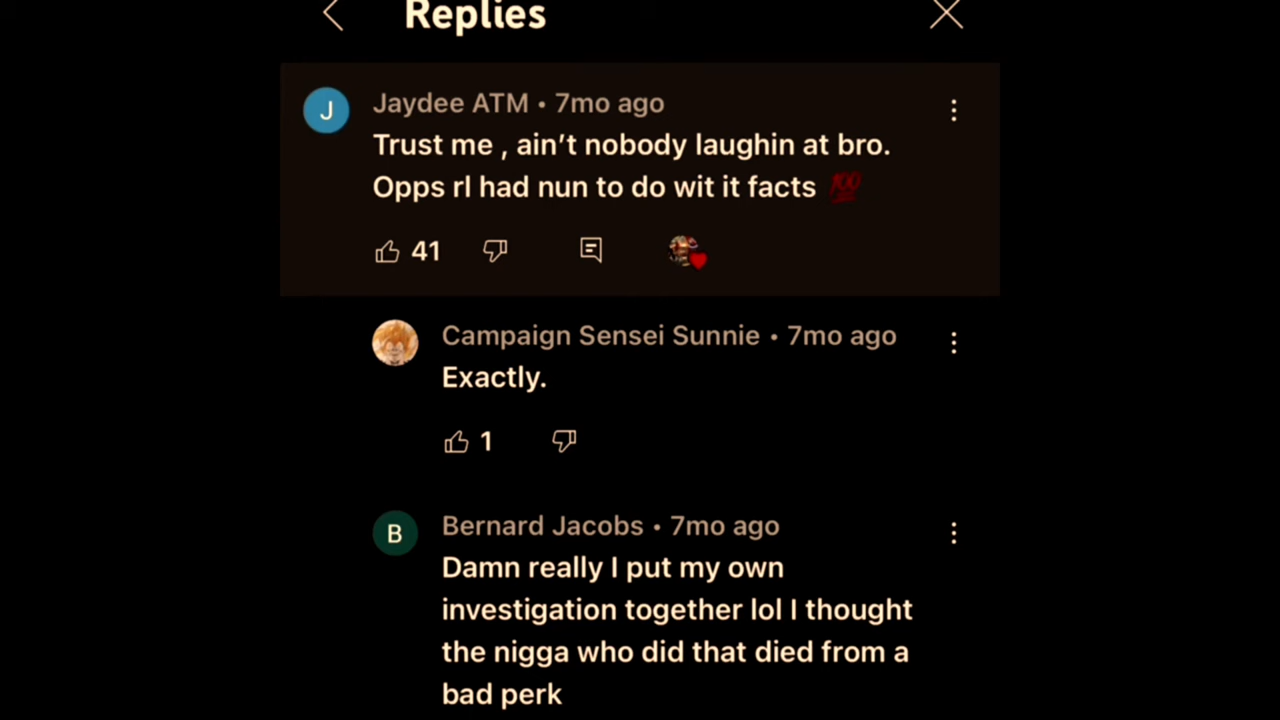 Replies
J
Jaydee ATM • 7mo ago
Trust me , ain't nobody laughin at bro.
Opps rl had nun to do wit it facts 💯
41
Campaign Sensei Sunnie • 7mo ago
Exactly.
1
B
Bernard Jacobs • 7mo ago
Damn really I put my own
investigation together lol I thought
the nigga who did that died from a
bad perk